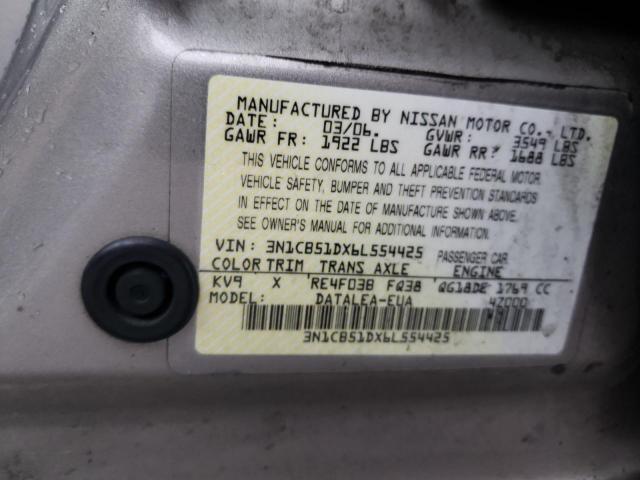 MANUFACTURED BY NISSAN MOTOR CO., LTD.
DATE: 03/06. GVWR: 3549 LBS
GAWR FR: 1922 LBS GAWR RR: 1688 LBS
THIS VEHICLE CONFORMS TO ALL APPLICABLE FEDERAL MOTOR
VEHICLE SAFETY, BUMPER AND THEFT PREVENTION STANDARDS
IN EFFECT ON THE DATE OF MANUFACTURE SHOWN ABOVE.
SEE OWNER'S MANUAL FOR ADDITIONAL INFORMATION.
VIN: 3N1CB51DX6L554425 PASSENGER CAR
COLOR TRIM TRANS AXLE ENGINE
KV9 X RE4F03B FQ38 QG18DE 1769 CC
MODEL: DATALEA-EUA 42000
3N1CB51DX6L554425